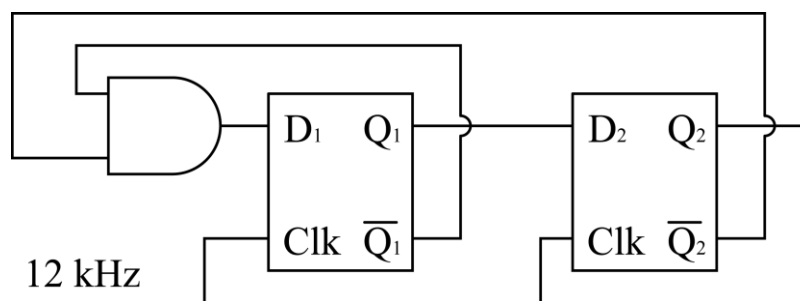 D₁ Q₁
Clk Q̅₁
D₂ Q₂
Clk Q̅₂
12 kHz